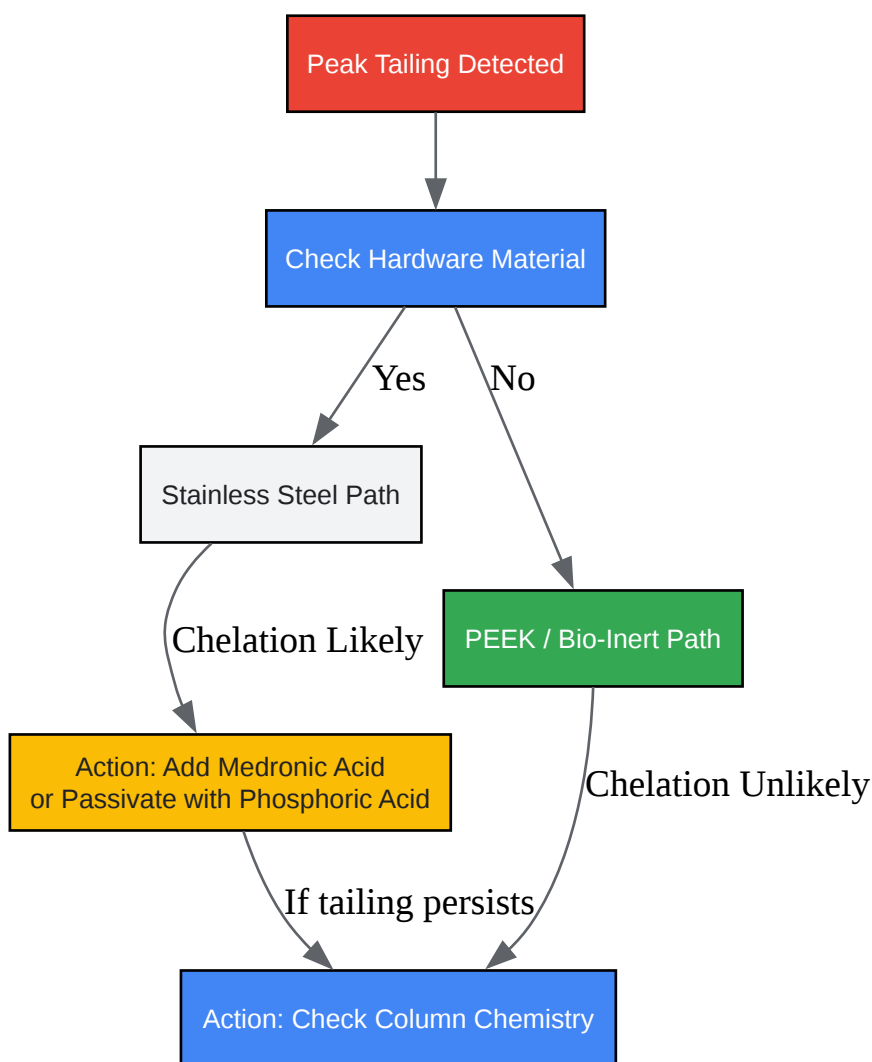 Peak Tailing Detected
Check Hardware Material
Yes
No
Stainless Steel Path
Chelation Likely
PEEK / Bio-Inert Path
Action: Add Medronic Acid
or Passivate with Phosphoric Acid
Chelation Unlikely
If tailing persists
Action: Check Column Chemistry